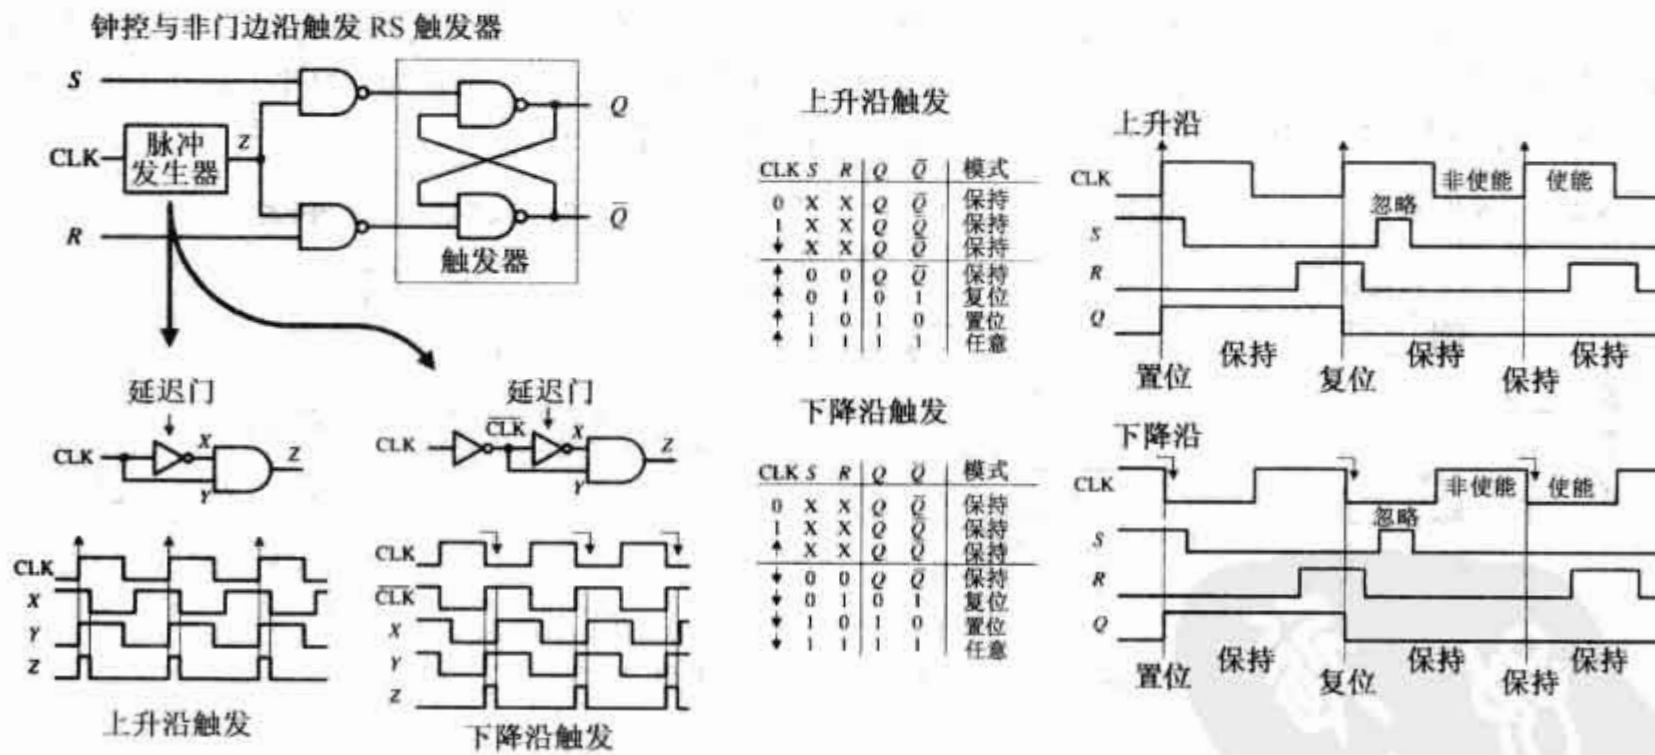 钟控与非门边沿触发 RS 触发器
S
CLK
脉冲
发生器
Z
R
Q
Q̅
触发器
延迟门
CLK
X
Y
Z
延迟门
CLK
C̅L̅K̅
X
Y
Z
CLK
X
Y
Z
上升沿触发
CLK
C̅L̅K̅
X
Y
Z
下降沿触发
上升沿触发
CLK S R Q Q̅ 模式
0 X X Q Q̅ 保持
1 X X Q Q̅ 保持
↓ X X Q Q̅ 保持
↑ 0 0 Q Q̅ 保持
↑ 0 1 0 1 复位
↑ 1 0 1 0 置位
↑ 1 1 1 1 任意
下降沿触发
CLK S R Q Q̅ 模式
0 X X Q Q̅ 保持
1 X X Q Q̅ 保持
↑ X X Q Q̅ 保持
↓ 0 0 Q Q̅ 保持
↓ 0 1 0 1 复位
↓ 1 0 1 0 置位
↓ 1 1 1 1 任意
上升沿
CLK 非使能 使能
忽略
S
R
Q
保持 保持 保持
置位 复位 保持
下降沿
CLK 非使能 使能
忽略
S
R
Q
保持 保持 保持
置位 复位 保持